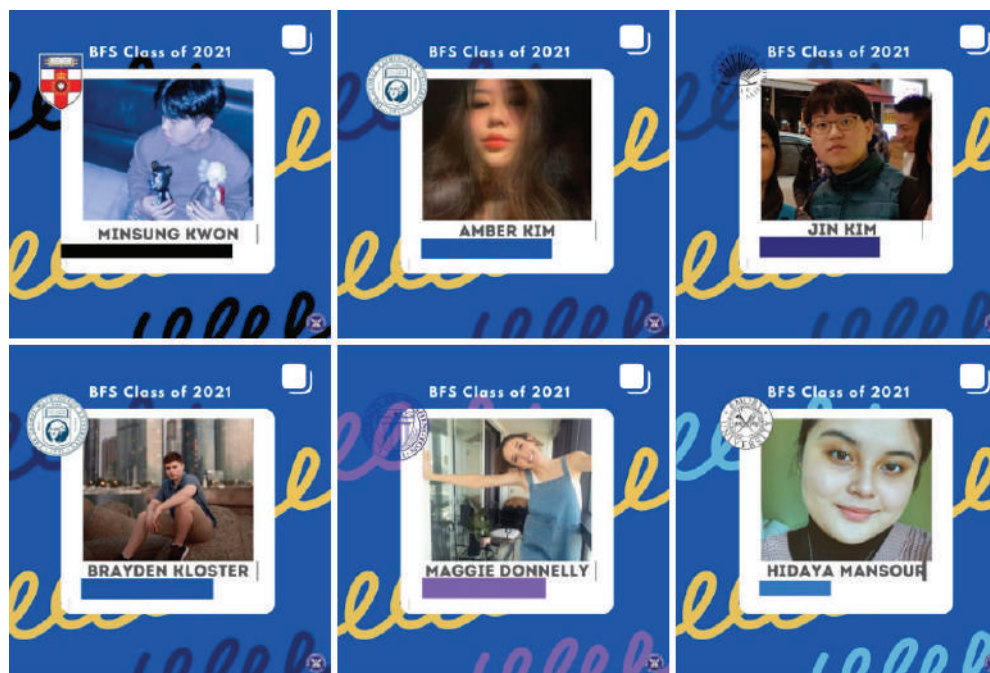 BFS Class of 2021
MINSUNG KWON
BFS Class of 2021
AMBER KIM
BFS Class of 2021
JIN KIM
BFS Class of 2021
BRAYDEN KLOSTER
BFS Class of 2021
MAGGIE DONNELLY
BFS Class of 2021
HIDAYA MANSOUR